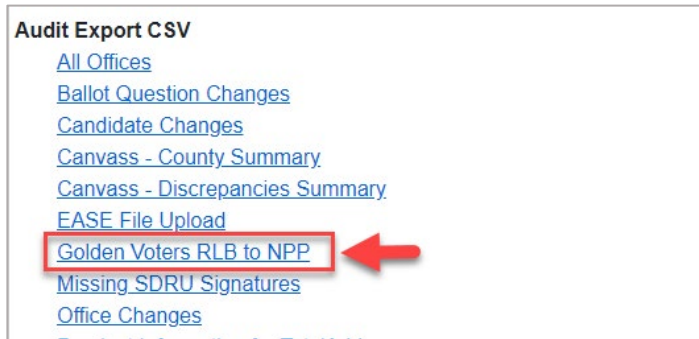 Audit Export CSV
All Offices
Ballot Question Changes
Candidate Changes
Canvass - County Summary
Canvass - Discrepancies Summary
EASE File Upload
Golden Voters RLB to NPP
Missing SDRU Signatures
Office Changes